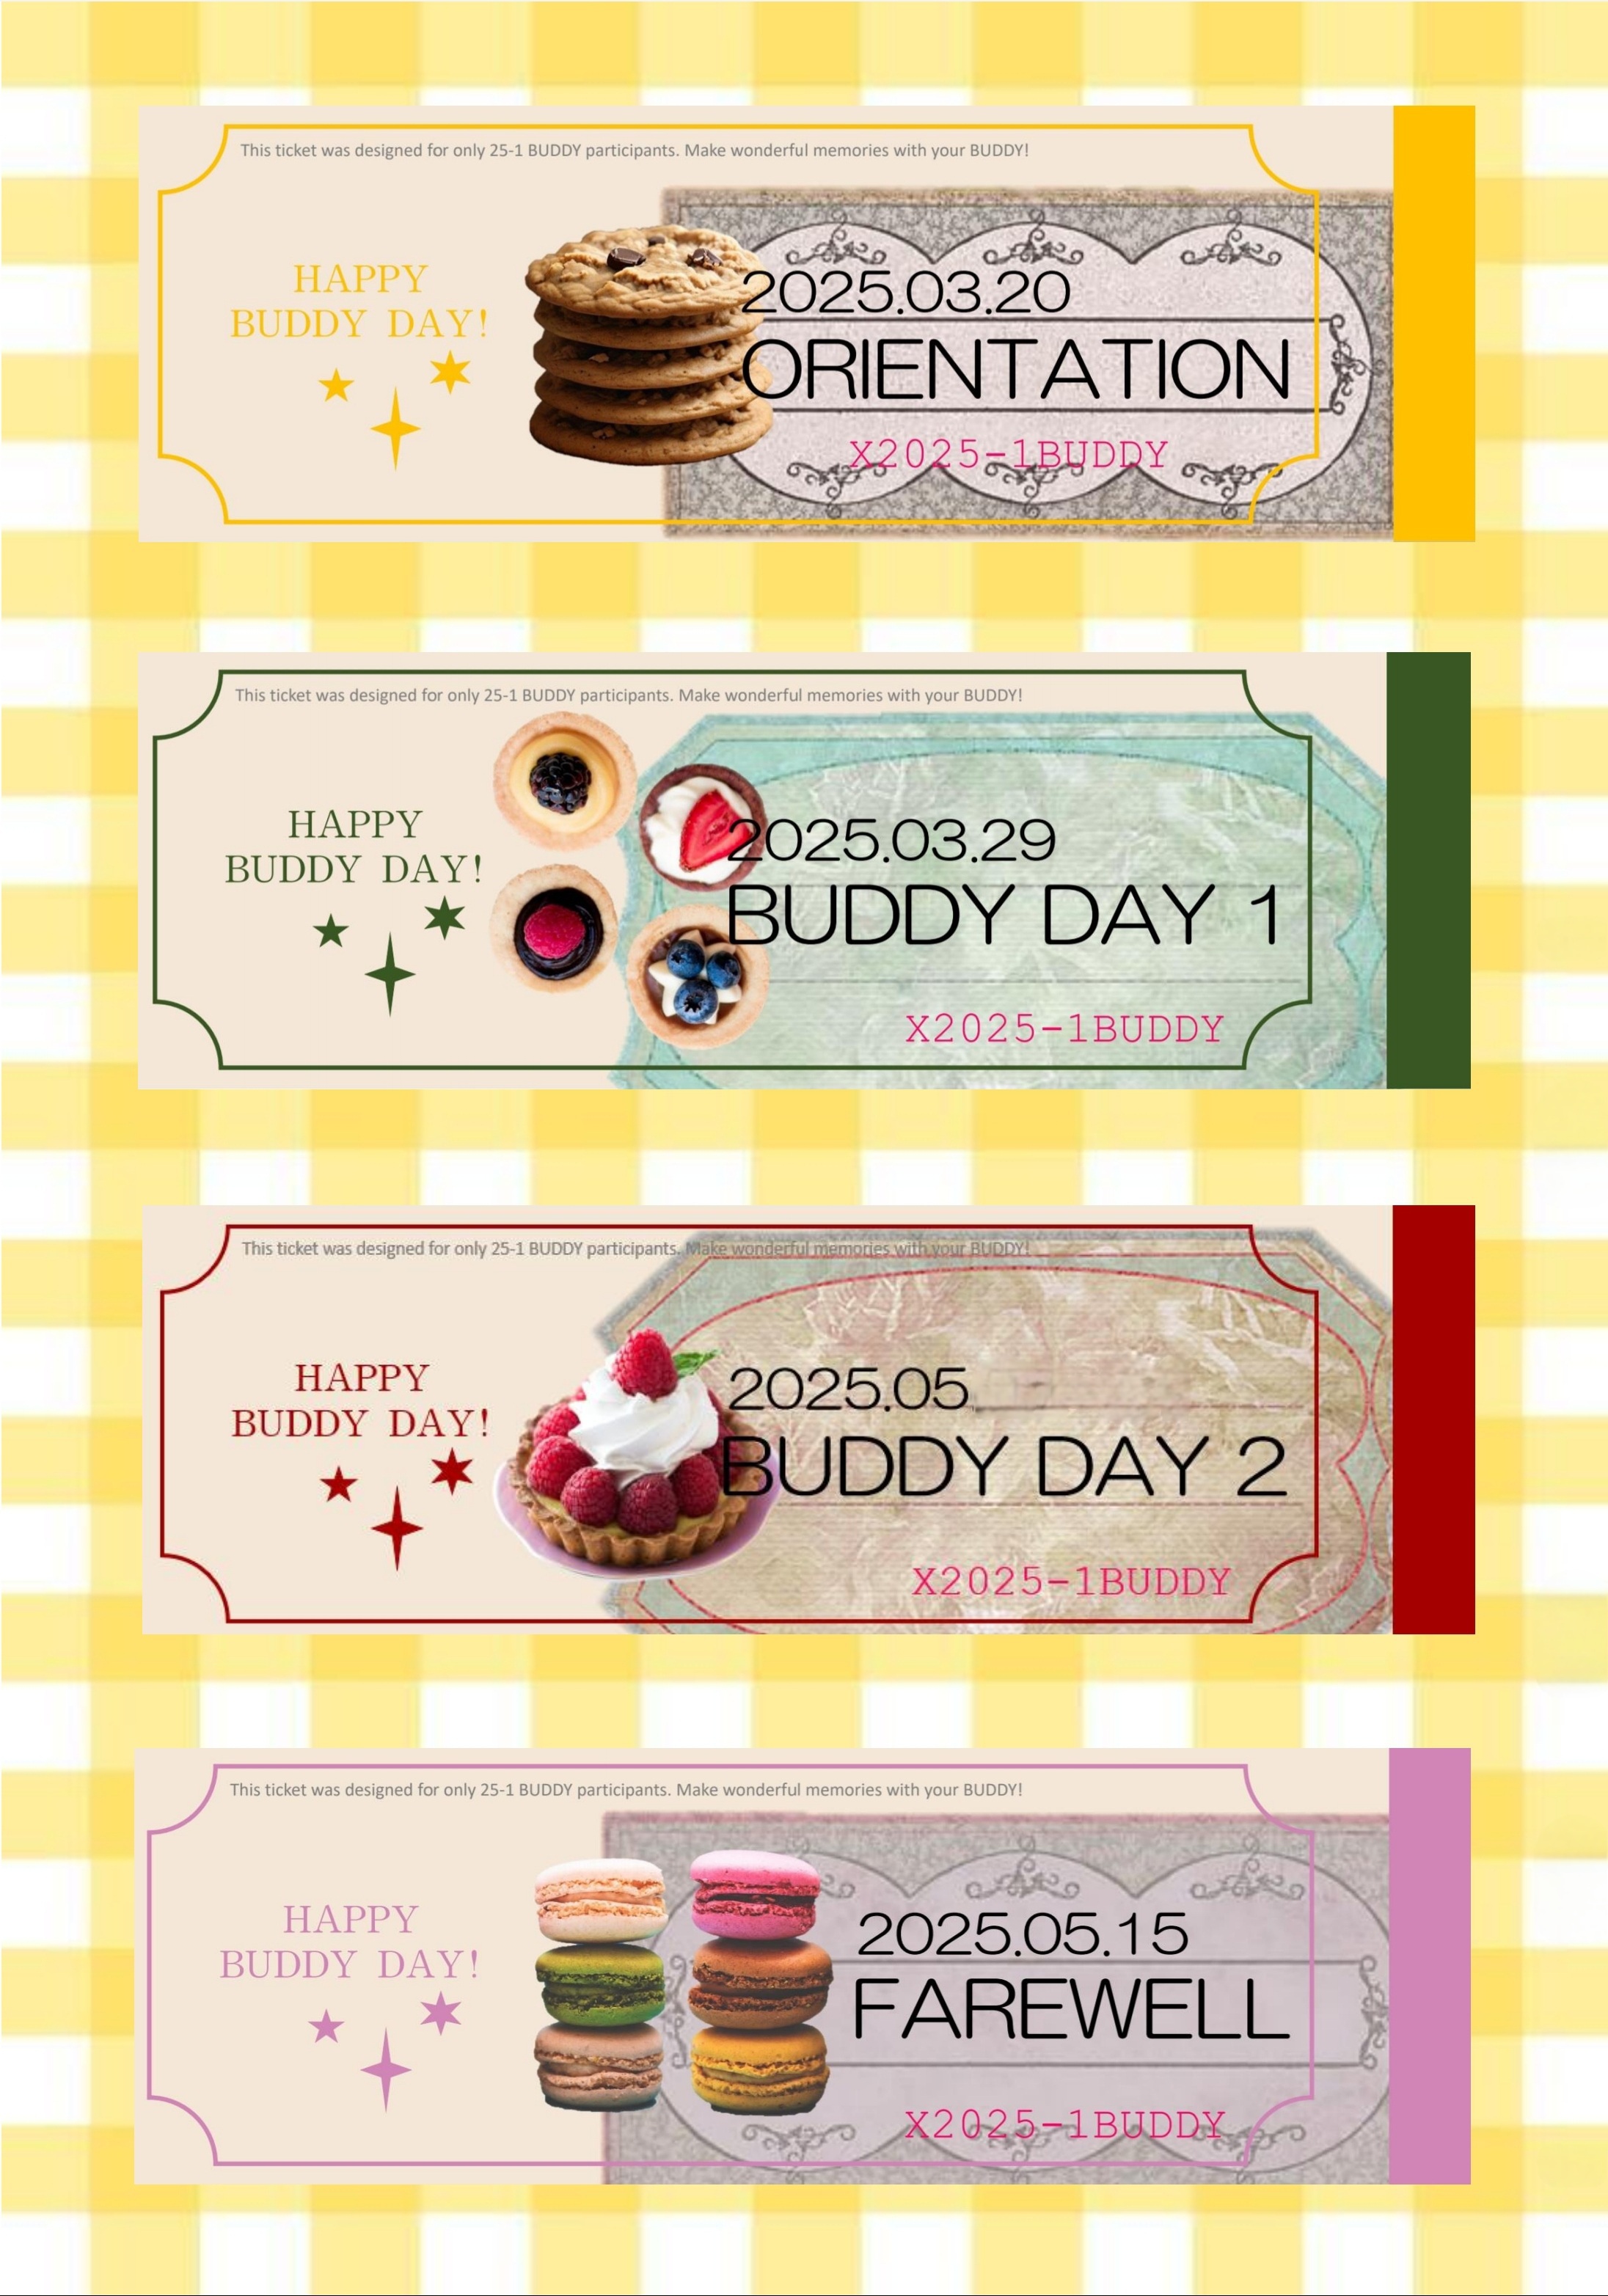 This ticket was designed for only 25-1 BUDDY participants. Make wonderful memories with your BUDDY!
HAPPY
BUDDY DAY!
2025.03.20
ORIENTATION
X2025-1BUDDY
This ticket was designed for only 25-1 BUDDY participants. Make wonderful memories with your BUDDY!
HAPPY
BUDDY DAY!
2025.03.29
BUDDY DAY 1
X2025-1BUDDY
This ticket was designed for only 25-1 BUDDY participants. Make wonderful memories with your BUDDY!
HAPPY
BUDDY DAY!
2025.05
BUDDY DAY 2
X2025-1BUDDY
This ticket was designed for only 25-1 BUDDY participants. Make wonderful memories with your BUDDY!
HAPPY
BUDDY DAY!
2025.05.15
FAREWELL
X2025-1BUDDY